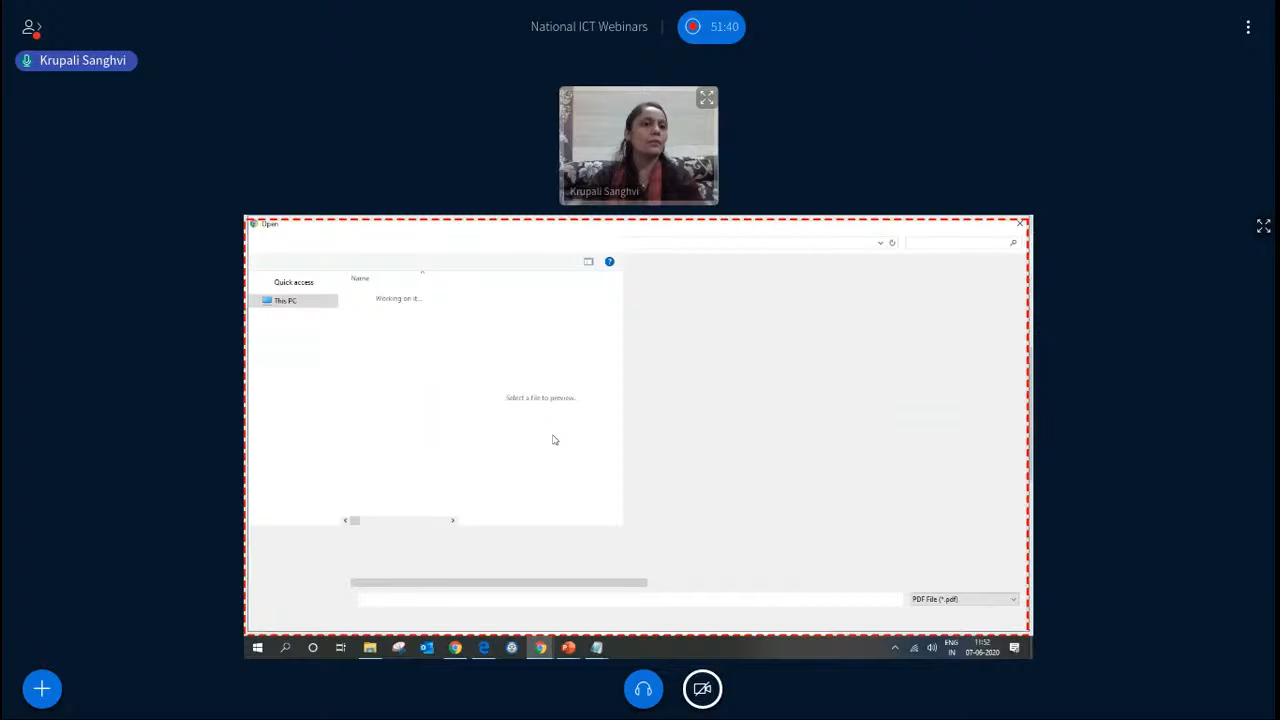 National ICT Webinars
51:40
Krupali Sanghvi
Krupali Sanghvi
Open
Quick access
This PC
Name
Working on it...
Select a file to preview.
PDF File (*.pdf)
ENG
IN
11:52
07-06-2020